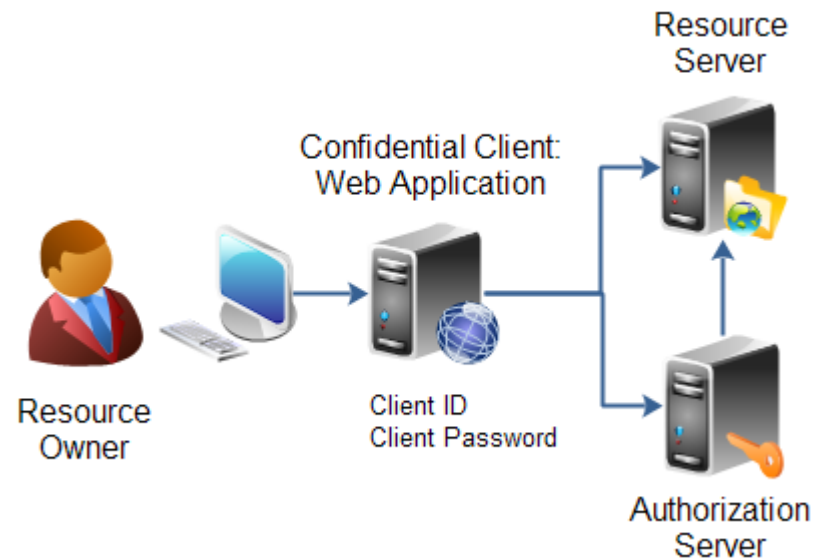 Resource
Server
Confidential Client:
Web Application
Resource
Owner
Client ID
Client Password
Authorization
Server